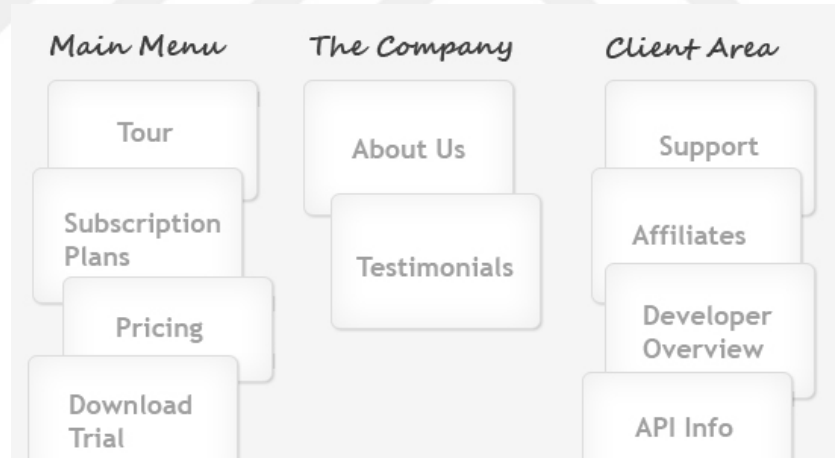 Main Menu
Tour
Subscription
Plans
Pricing
Download
Trial
The Company
About Us
Testimonials
Client Area
Support
Affiliates
Developer
Overview
API Info